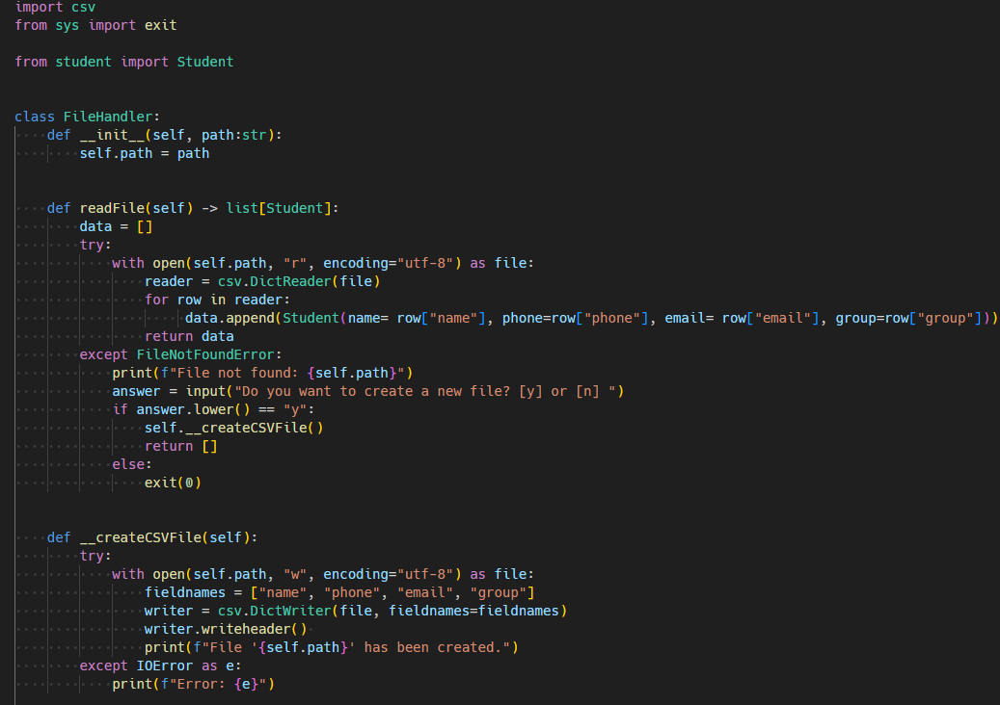 import csv
from sys import exit

from student import Student


class FileHandler:
    def __init__(self, path:str):
        self.path = path


    def readFile(self) -> list[Student]:
        data = []
        try:
            with open(self.path, "r", encoding="utf-8") as file:
                reader = csv.DictReader(file)
                for row in reader:
                     data.append(Student(name= row["name"], phone=row["phone"], email= row["email"], group=row["group"]))
                return data
        except FileNotFoundError:
            print(f"File not found: {self.path}")
            answer = input("Do you want to create a new file? [y] or [n] ")
            if answer.lower() == "y":
                self.__createCSVFile()
                return []
            else:
                exit(0)


    def __createCSVFile(self):
        try:
            with open(self.path, "w", encoding="utf-8") as file:
                fieldnames = ["name", "phone", "email", "group"]
                writer = csv.DictWriter(file, fieldnames=fieldnames)
                writer.writeheader()
                print(f"File '{self.path}' has been created.")
        except IOError as e:
            print(f"Error: {e}")